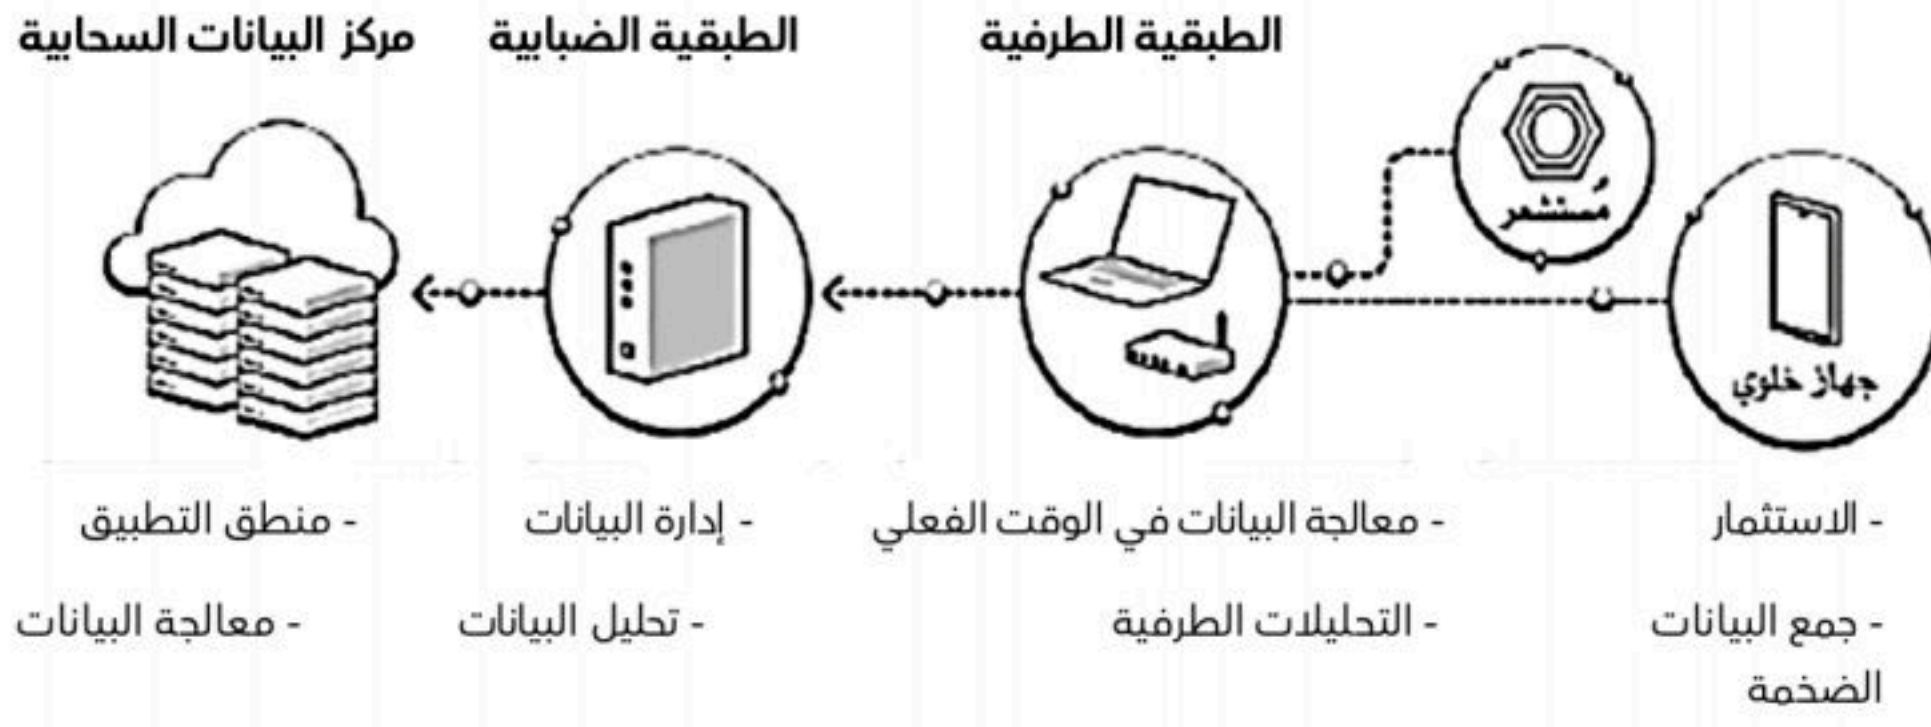 الطبقية الطرفية
الطبقية الضبابية
مركز البيانات السحابية
مُستشعر
جهاز خلوي
- الاستثمار
- معالجة البيانات في الوقت الفعلي
- إدارة البيانات
- منطق التطبيق
- جمع البيانات
الضخمة
- التحليلات الطرفية
- تحليل البيانات
- معالجة البيانات